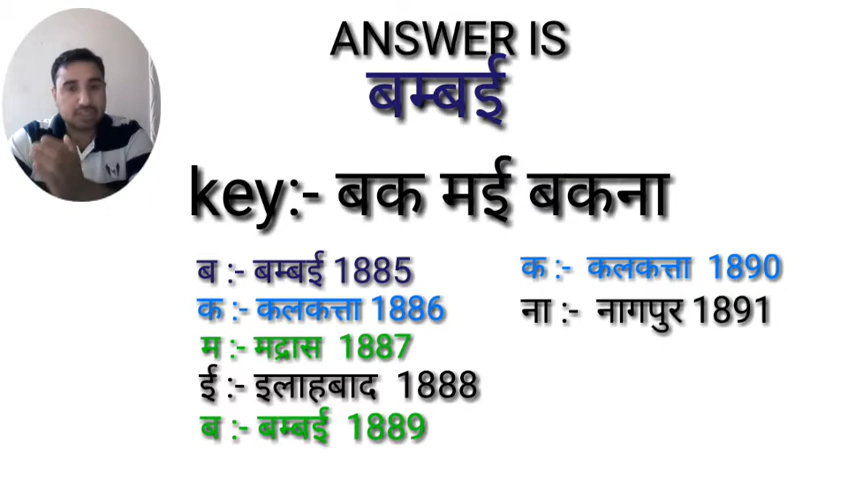 ANSWER IS
बम्बई
key:- बक मई बकना
ब :- बम्बई 1885
क :- कलकत्ता 1886
म :- मद्रास 1887
ई :- इलाहबाद 1888
ब :- बम्बई 1889
क :- कलकत्ता 1890
ना :- नागपुर 1891